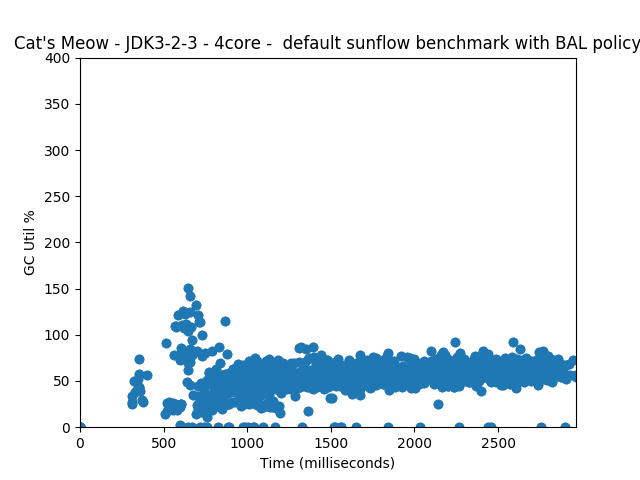 Cat's Meow - JDK3-2-3 - 4core -  default sunflow benchmark with BAL policy
400
350
300
250
200
150
100
50
0
GC Util %
0 500 1000 1500 2000 2500
Time (milliseconds)